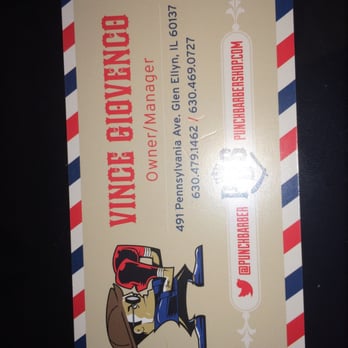 VINCE GIOVENCO
Owner/Manager
491 Pennsylvania Ave. Glen Ellyn, IL 60137
630.479.1462 / 630.469.0727
@PUNCHBARBER
PUNCHBARBERSHOP.COM